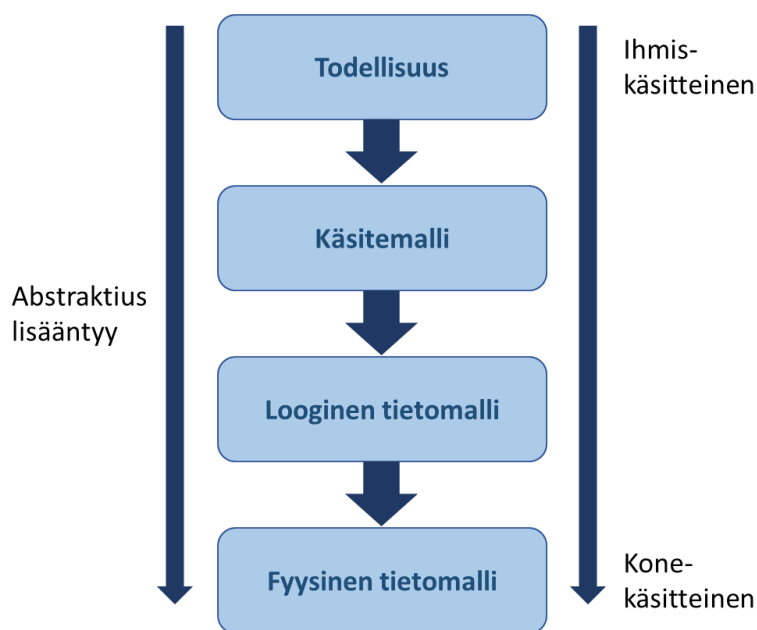 Todellisuus
Ihmis-
käsitteinen
Käsitemalli
Abstraktius
lisääntyy
Looginen tietomalli
Fyysinen tietomalli
Kone-
käsitteinen